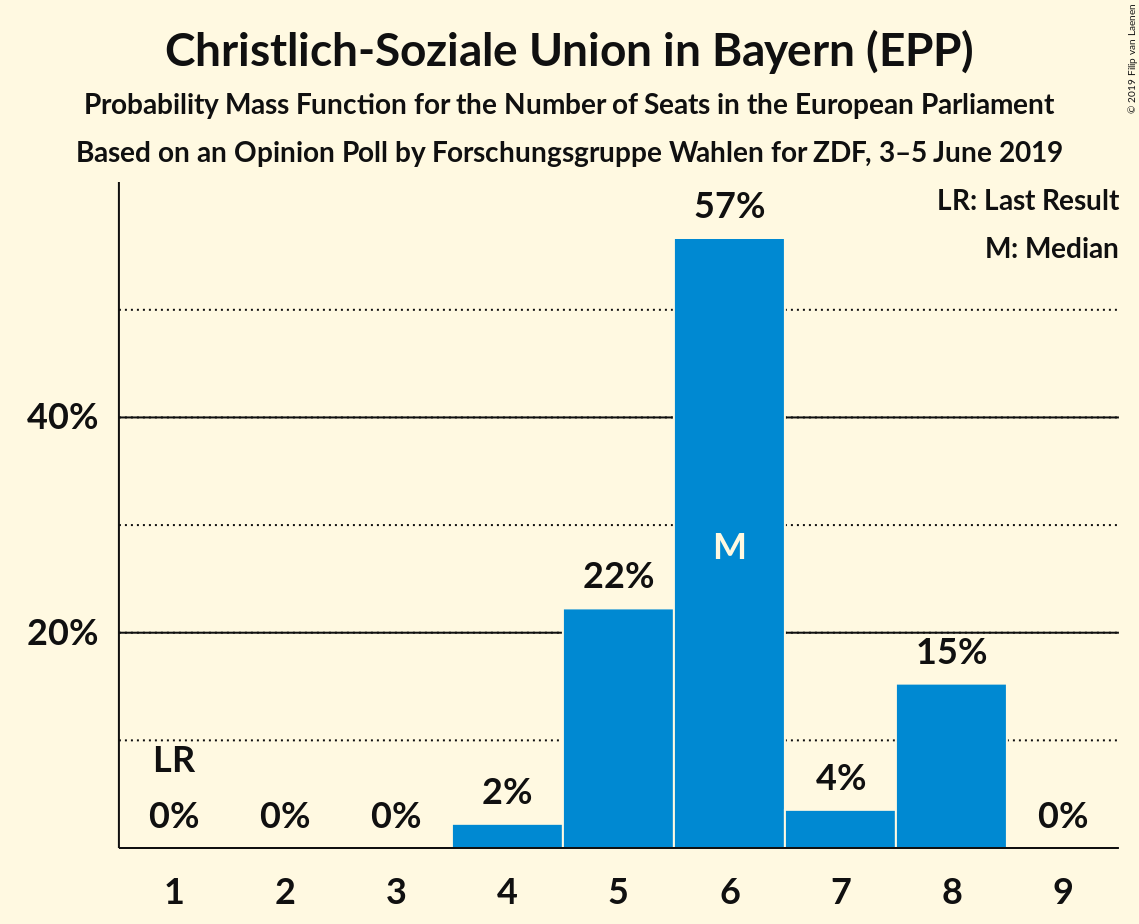 Christlich-Soziale Union in Bayern (EPP)
Probability Mass Function for the Number of Seats in the European Parliament
Based on an Opinion Poll by Forschungsgruppe Wahlen for ZDF, 3–5 June 2019
© 2019 Filip van Laenen
LR: Last Result
M: Median
57%
40%
M
22%
20%
15%
LR
4%
2%
0% 0% 0% 0%
1 2 3 4 5 6 7 8 9